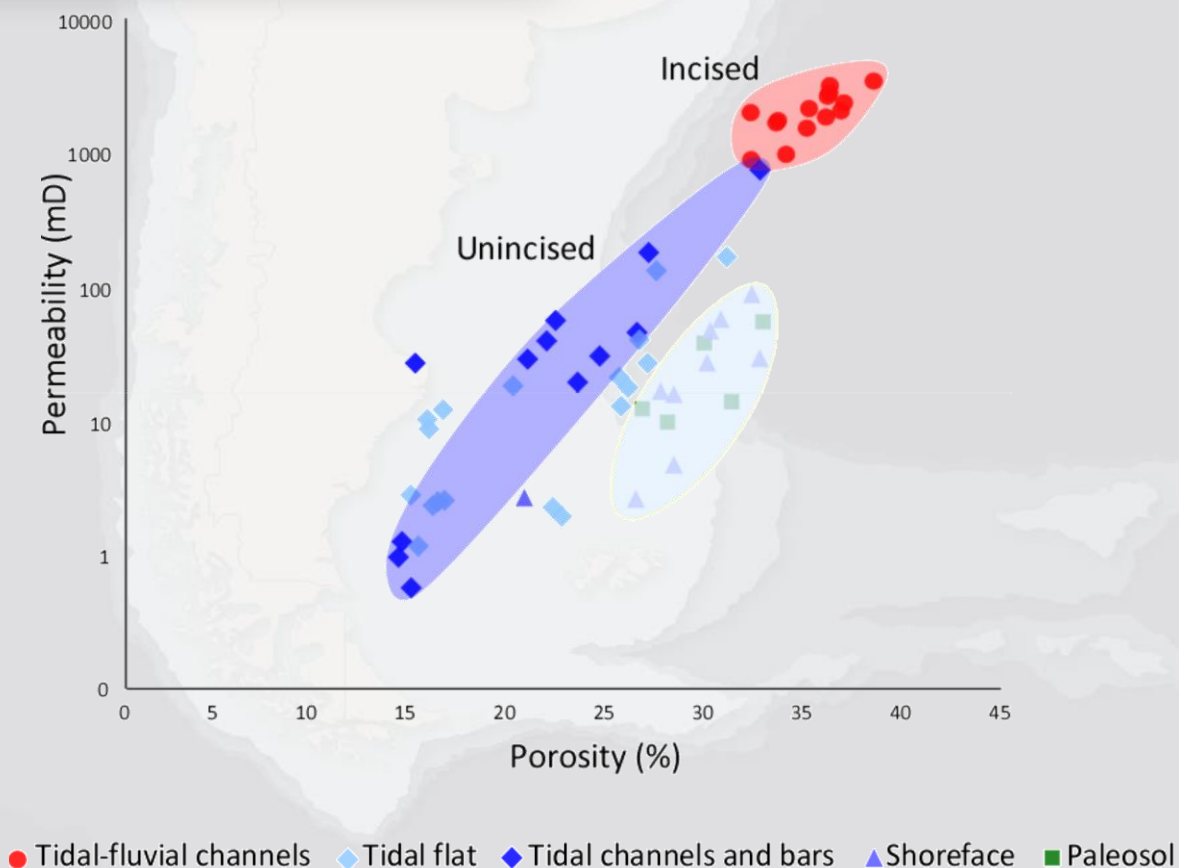 10000
Incised
1000
Unincised
Permeability (mD)
100
10
1
0
0 5 10 15 20 25 30 35 40 45
Porosity (%)
Tidal-fluvial channels Tidal flat Tidal channels and bars Shoreface Paleosol